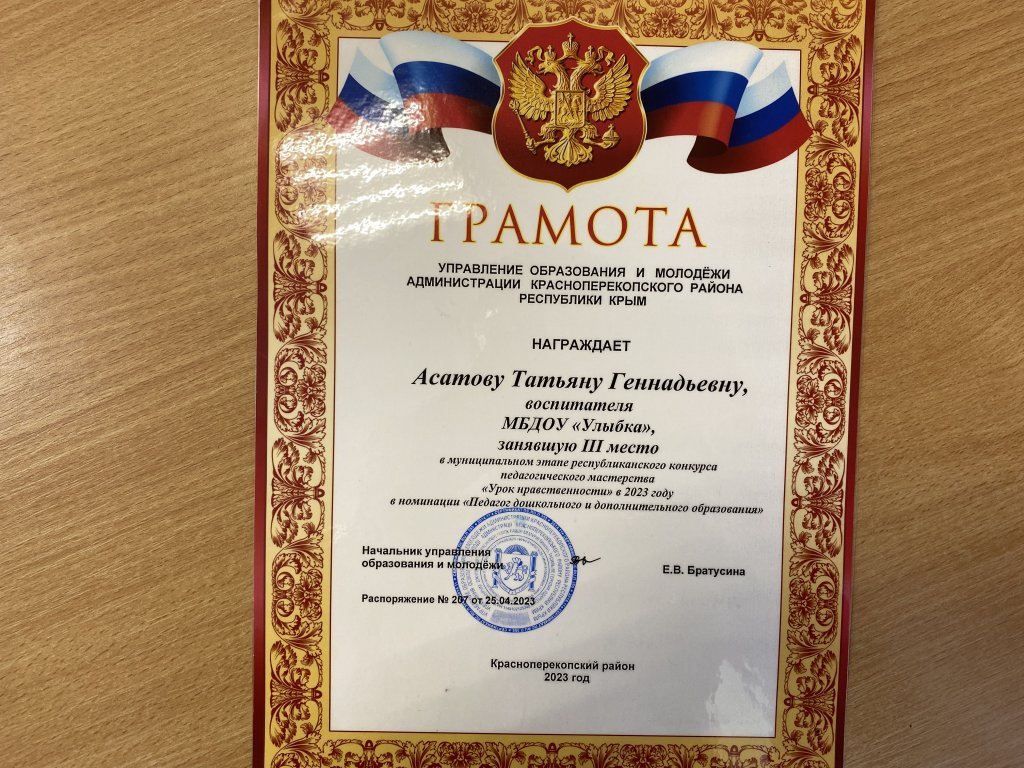 ГРАМОТА
УПРАВЛЕНИЕ ОБРАЗОВАНИЯ И МОЛОДЁЖИ
АДМИНИСТРАЦИИ КРАСНОПЕРЕКОПСКОГО РАЙОНА
РЕСПУБЛИКИ КРЫМ
НАГРАЖДАЕТ
Асатову Татьяну Геннадьевну,
воспитателя
МБДОУ «Улыбка»,
занявшую III место
в муниципальном этапе республиканского конкурса
педагогического мастерства
«Урок нравственности» в 2023 году
в номинации «Педагог дошкольного и дополнительного образования»
Начальник управления
образования и молодёжи
Е.В. Братусина
Распоряжение № 207 от 25.04.2023
Красноперекопский район
2023 год